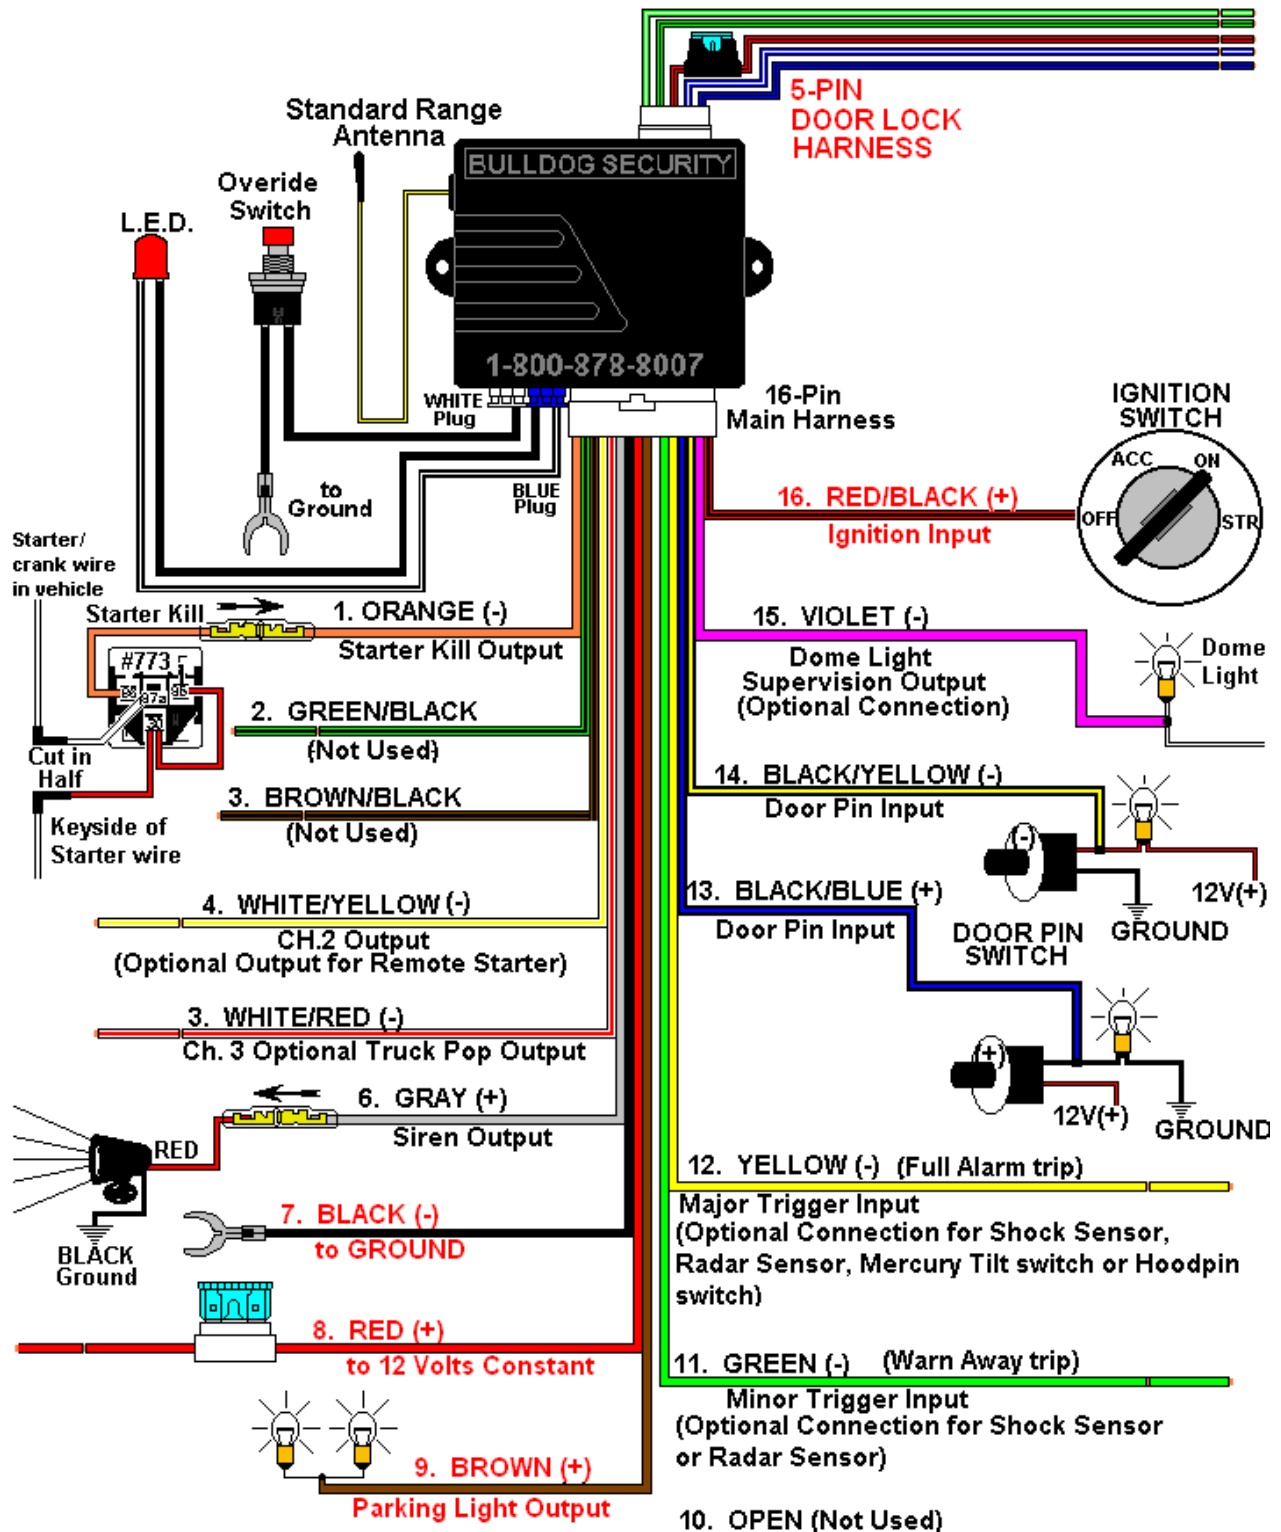 5-PIN
DOOR LOCK
HARNESS
Standard Range
Antenna
BULLDOG SECURITY
Overide
Switch
L.E.D.
1-800-878-8007
WHITE
Plug
16-Pin
Main Harness
IGNITION
SWITCH
ACC
ON
OFF
STR
to
Ground
BLUE
Plug
16. RED/BLACK (+)
Ignition Input
Starter/
crank wire
in vehicle
Starter Kill
1. ORANGE (-)
Starter Kill Output
15. VIOLET (-)
Dome Light
Supervision Output
(Optional Connection)
Dome
Light
#773
86
87a
85
30
2. GREEN/BLACK
(Not Used)
Cut in
Half
14. BLACK/YELLOW (-)
Door Pin Input
3. BROWN/BLACK
(Not Used)
Keyside of
Starter wire
(-)
12V(+)
13. BLACK/BLUE (+)
Door Pin Input
DOOR PIN
SWITCH
GROUND
4. WHITE/YELLOW (-)
CH.2 Output
(Optional Output for Remote Starter)
3. WHITE/RED (-)
Ch. 3 Optional Truck Pop Output
(+)
12V(+)
GROUND
6. GRAY (+)
Siren Output
RED
BLACK
Ground
12. YELLOW (-) (Full Alarm trip)
Major Trigger Input
(Optional Connection for Shock Sensor,
Radar Sensor, Mercury Tilt switch or Hoodpin
switch)
7. BLACK (-)
to GROUND
8. RED (+)
to 12 Volts Constant
11. GREEN (-) (Warn Away trip)
Minor Trigger Input
(Optional Connection for Shock Sensor
or Radar Sensor)
9. BROWN (+)
Parking Light Output
10. OPEN (Not Used)